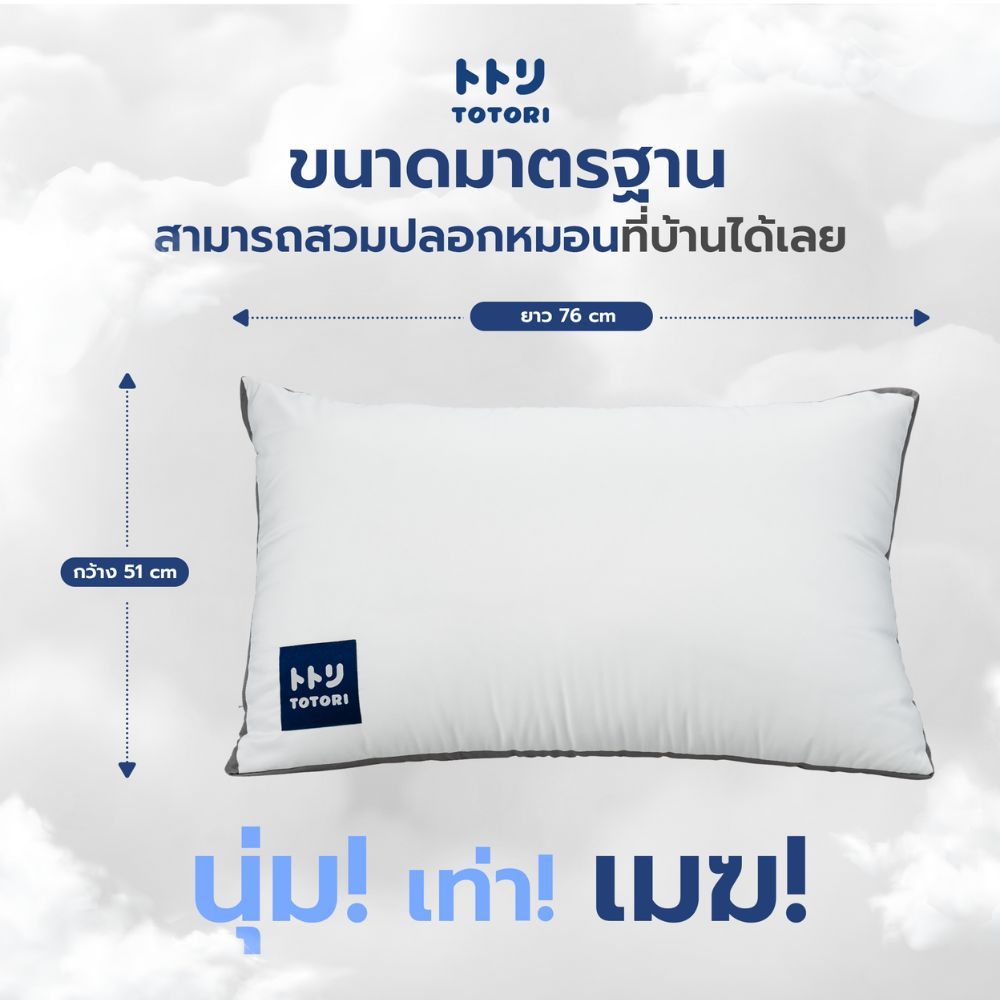 トトリ
TOTORI
ขนาดมาตรฐาน
สามารถสวมปลอกหมอนที่บ้านได้เลย
ยาว 76 cm
กว้าง 51 cm
トトリ
TOTORI
นุ่ม! เท่า! เมฆ!